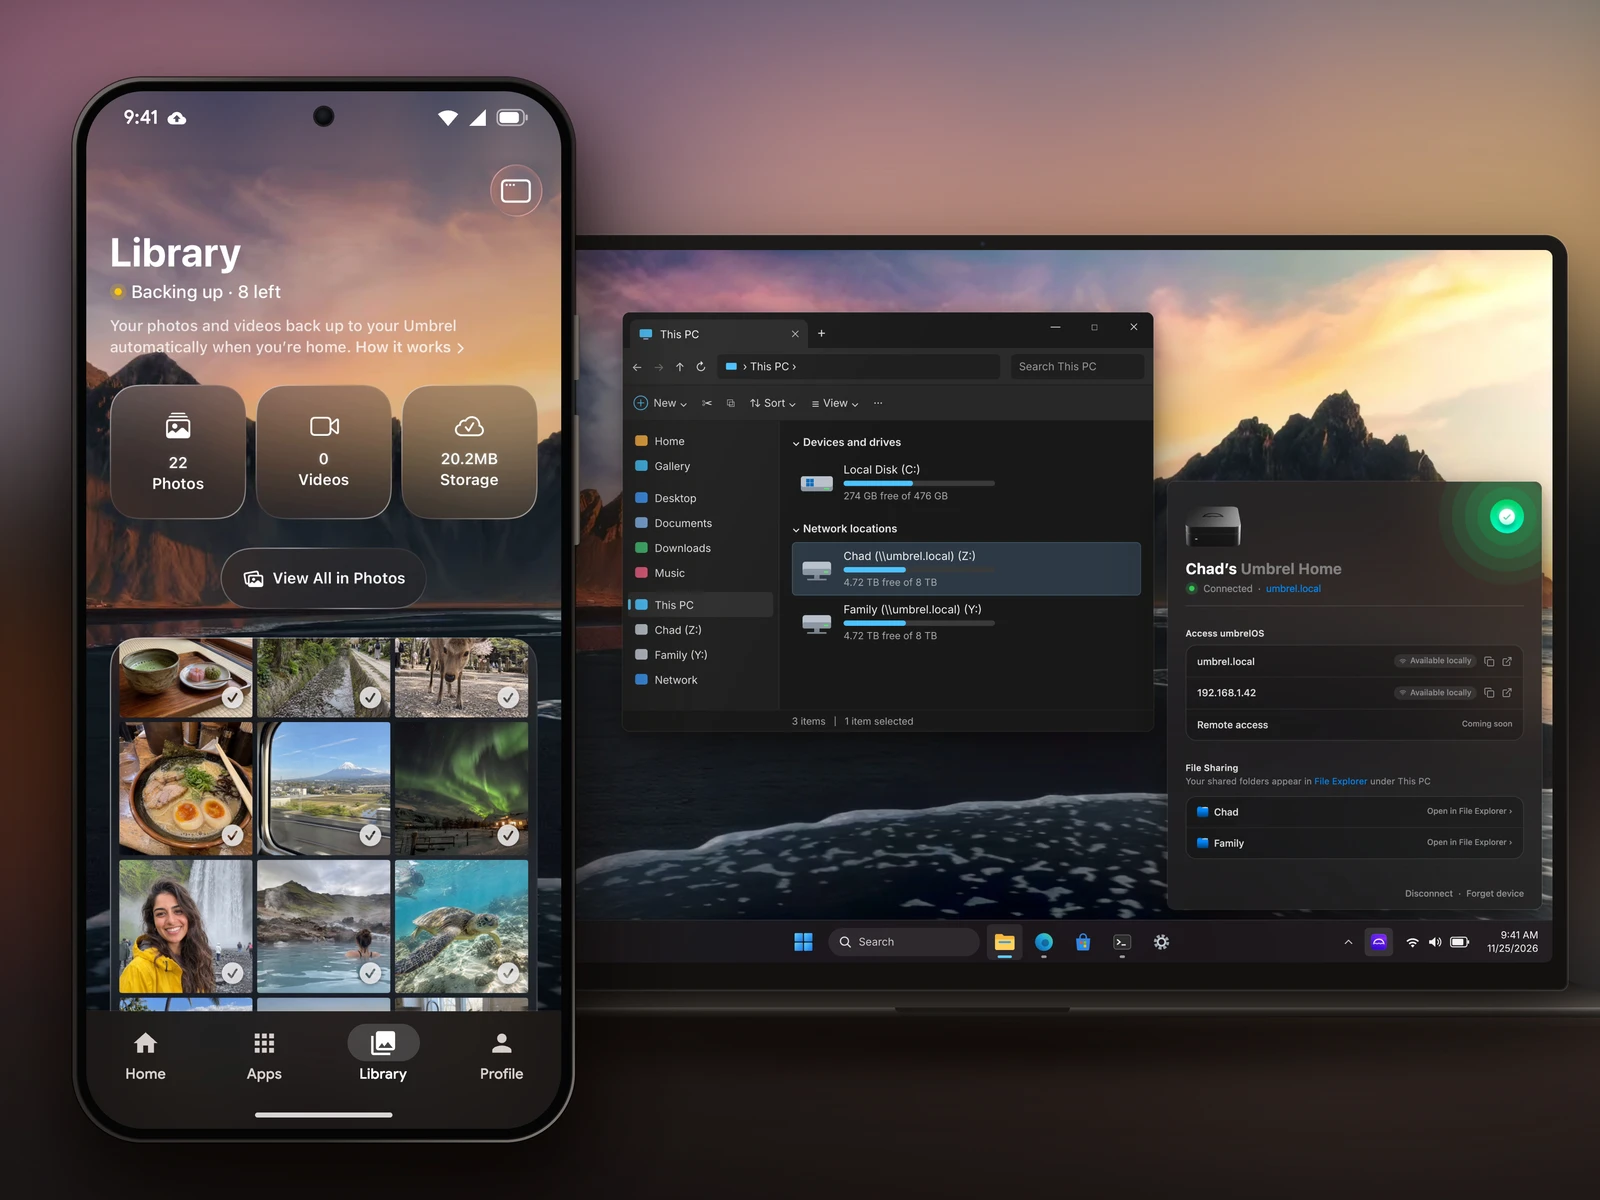 9:41
Library
Backing up · 8 left
Your photos and videos back up to your Umbrel
automatically when you're home. How it works >
22
Photos
0
Videos
20.2MB
Storage
View All in Photos
Home
Apps
Library
Profile
This PC
› This PC ›
Search This PC
New
Sort
View
Home
Gallery
Desktop
Documents
Downloads
Music
This PC
Chad (Z:)
Family (Y:)
Network
Devices and drives
Local Disk (C:)
274 GB free of 476 GB
Network locations
Chad (\\umbrel.local) (Z:)
4.72 TB free of 8 TB
Family (\\umbrel.local) (Y:)
4.72 TB free of 8 TB
3 items | 1 item selected
Chad's Umbrel Home
Connected · umbrel.local
Access umbrelOS
umbrel.local
Available locally
192.168.1.42
Available locally
Remote access
Coming soon
File Sharing
Your shared folders appear in File Explorer under This PC
Chad
Open in File Explorer ›
Family
Open in File Explorer ›
Disconnect · Forget device
Search
9:41 AM
11/25/2026